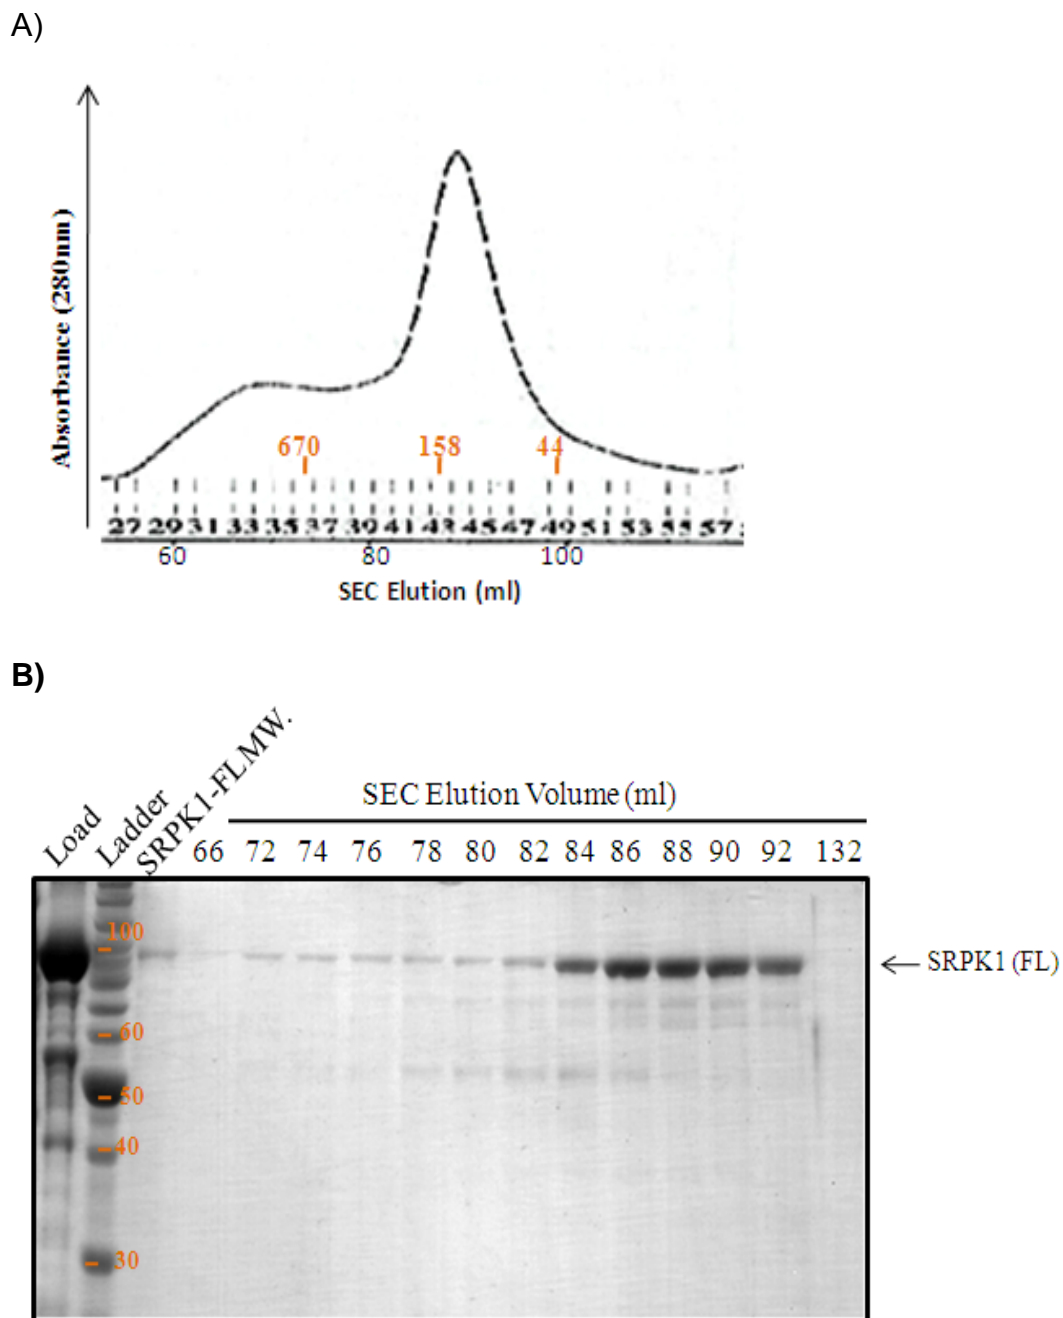 A)
Absorbance (280nm)
670 158 44
27 29 31 33 35 37 39 41 43 45 47 49 51 53 55 57
60 80 100
SEC Elution (ml)
B)
Load
Ladder
SRPK1-FLMW.
SEC Elution Volume (ml)
66 72 74 76 78 80 82 84 86 88 90 92 132
100
60
50
40
30
SRPK1 (FL)